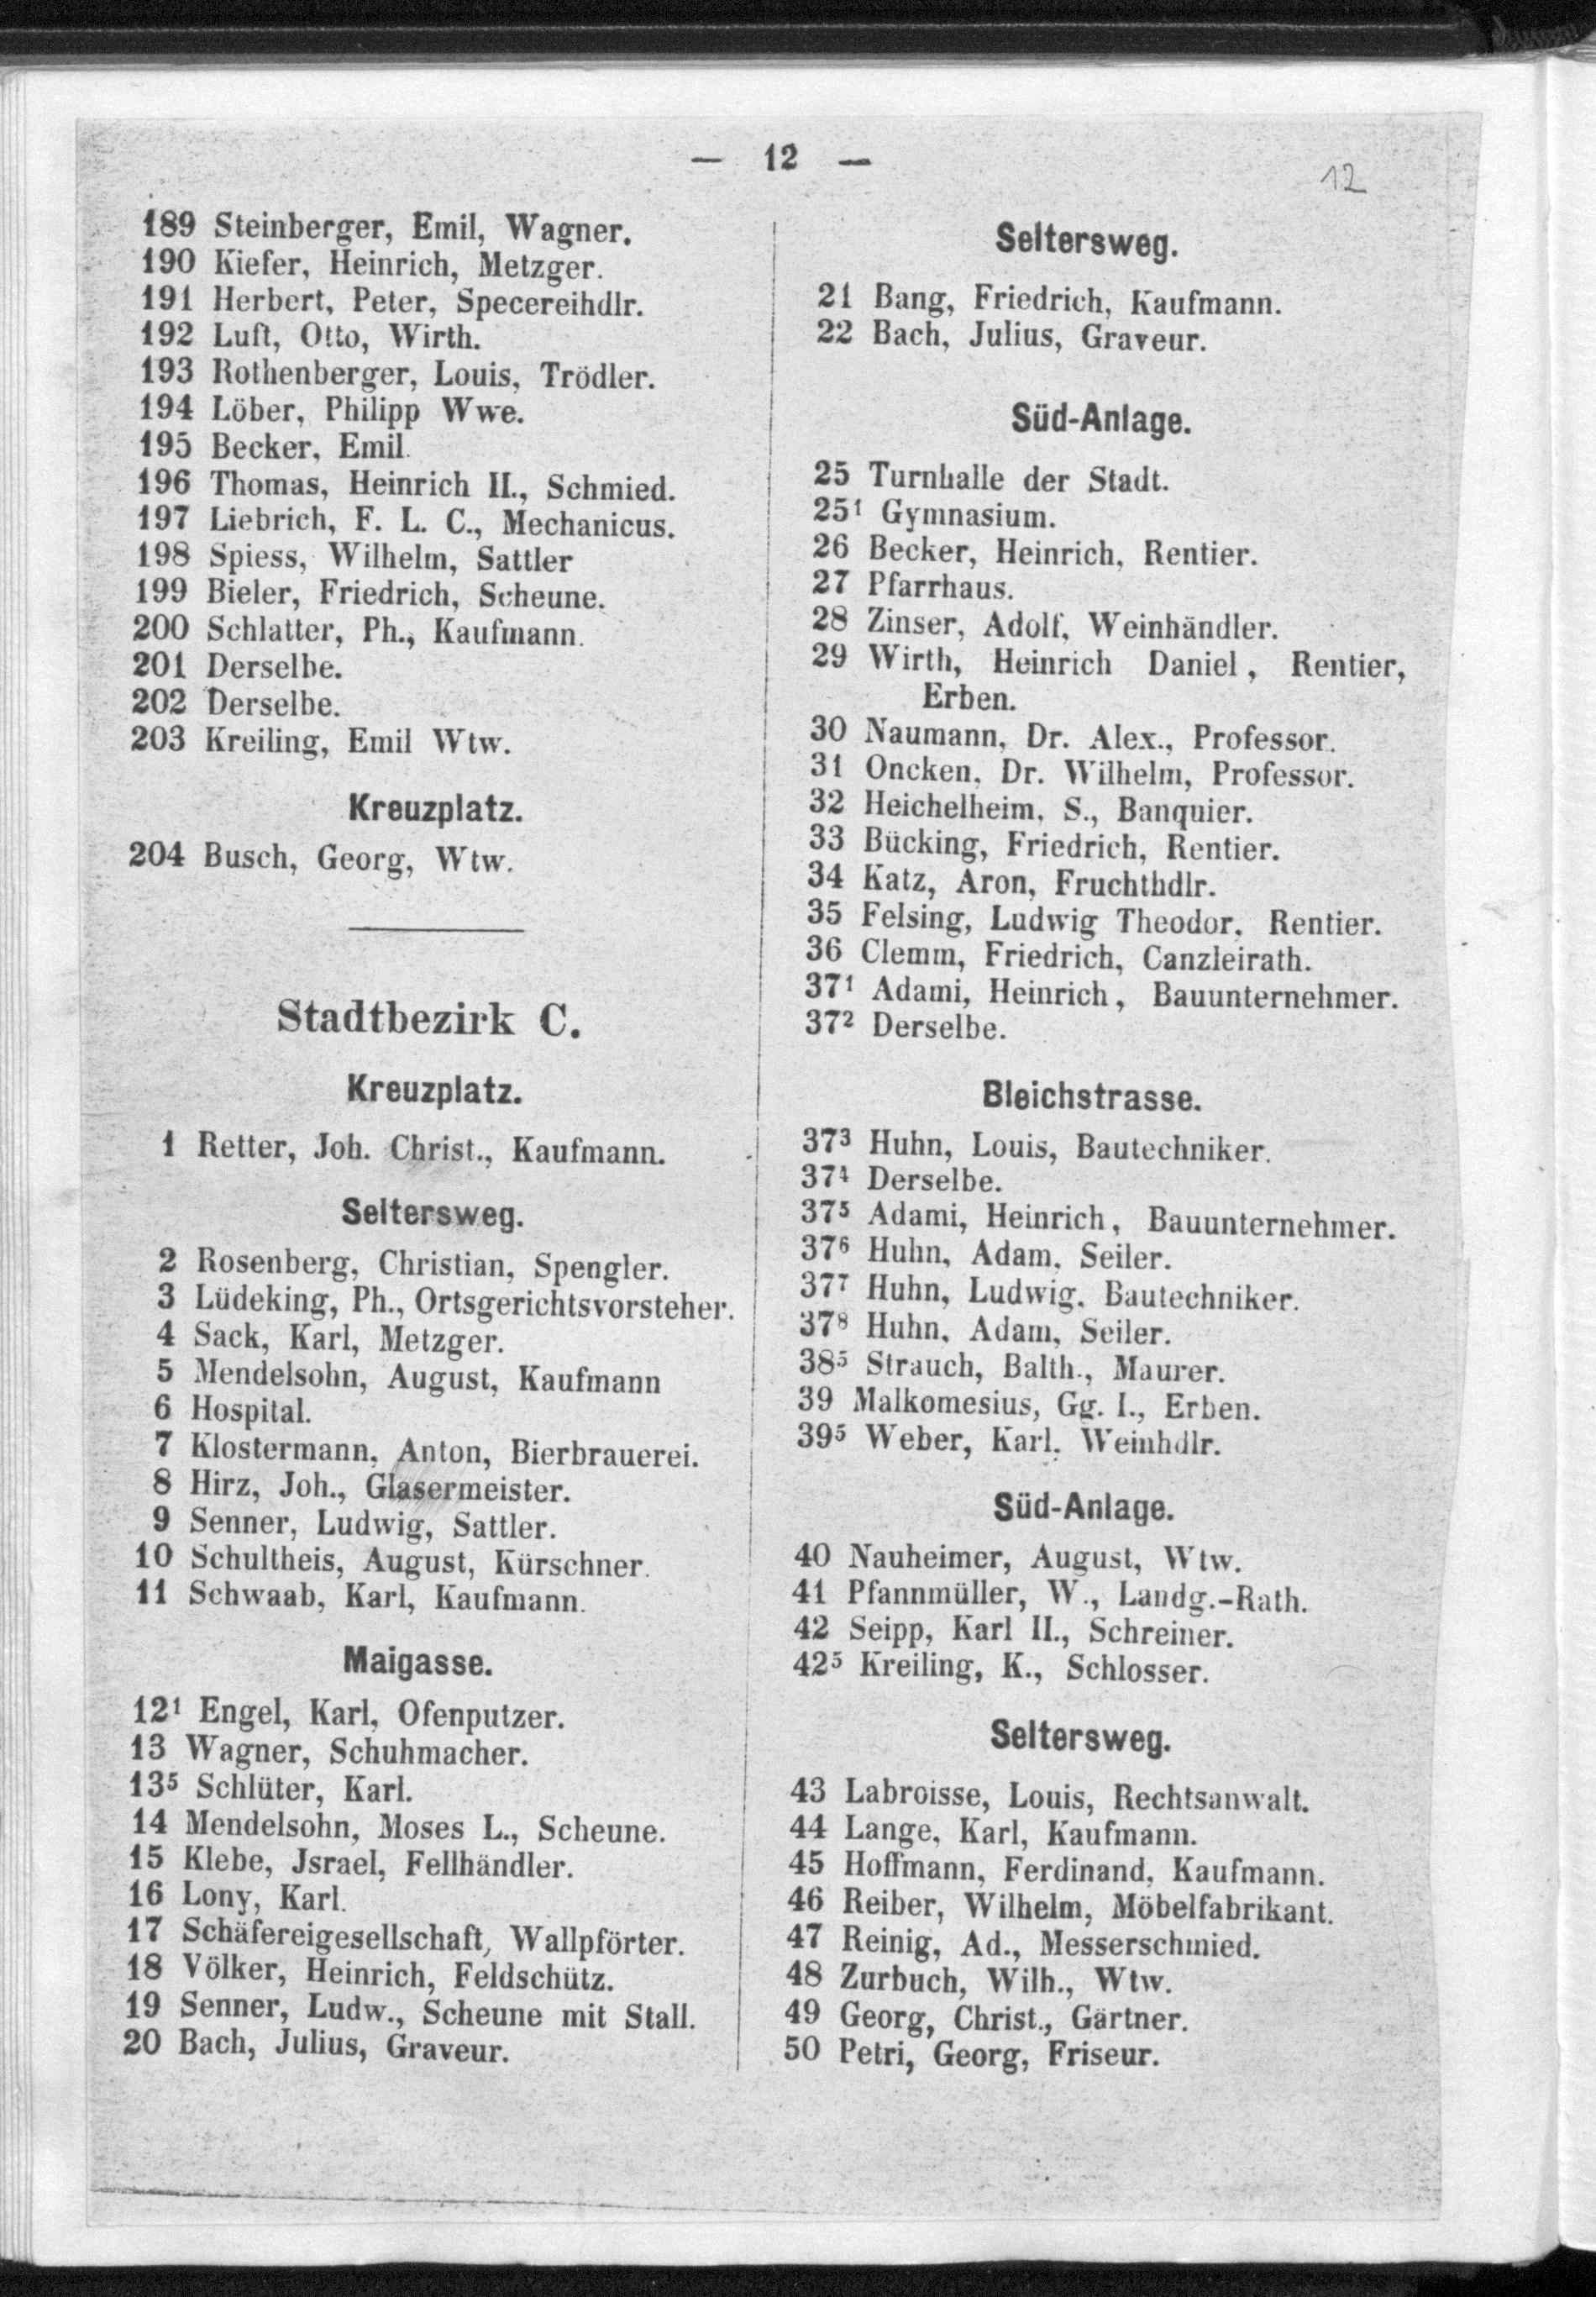 — 12 —
12
189 Steinberger, Emil, Wagner.
190 Kiefer, Heinrich, Metzger.
191 Herbert, Peter, Specereihdlr.
192 Luft, Otto, Wirth.
193 Rothenberger, Louis, Trödler.
194 Löber, Philipp Wwe.
195 Becker, Emil.
196 Thomas, Heinrich II., Schmied.
197 Liebrich, F. L. C., Mechanicus.
198 Spiess, Wilhelm, Sattler
199 Bieler, Friedrich, Scheune.
200 Schlatter, Ph., Kaufmann.
201 Derselbe.
202 Derselbe.
203 Kreiling, Emil Wtw.
Kreuzplatz.
204 Busch, Georg, Wtw.
Stadtbezirk C.
Kreuzplatz.
1 Retter, Joh. Christ., Kaufmann.
Seltersweg.
2 Rosenberg, Christian, Spengler.
3 Lüdeking, Ph., Ortsgerichtsvorsteher.
4 Sack, Karl, Metzger.
5 Mendelsohn, August, Kaufmann
6 Hospital.
7 Klostermann, Anton, Bierbrauerei.
8 Hirz, Joh., Glasermeister.
9 Senner, Ludwig, Sattler.
10 Schultheis, August, Kürschner.
11 Schwaab, Karl, Kaufmann.
Maigasse.
12¹ Engel, Karl, Ofenputzer.
13 Wagner, Schuhmacher.
13⁵ Schlüter, Karl.
14 Mendelsohn, Moses L., Scheune.
15 Klebe, Jsrael, Fellhändler.
16 Lony, Karl.
17 Schäfereigesellschaft, Wallpförter.
18 Völker, Heinrich, Feldschütz.
19 Senner, Ludw., Scheune mit Stall.
20 Bach, Julius, Graveur.
Seltersweg.
21 Bang, Friedrich, Kaufmann.
22 Bach, Julius, Graveur.
Süd-Anlage.
25 Turnhalle der Stadt.
25¹ Gymnasium.
26 Becker, Heinrich, Rentier.
27 Pfarrhaus.
28 Zinser, Adolf, Weinhändler.
29 Wirth, Heinrich Daniel, Rentier,
Erben.
30 Naumann, Dr. Alex., Professor.
31 Oncken, Dr. Wilhelm, Professor.
32 Heichelheim, S., Banquier.
33 Bücking, Friedrich, Rentier.
34 Katz, Aron, Fruchthdlr.
35 Felsing, Ludwig Theodor, Rentier.
36 Clemm, Friedrich, Canzleirath.
37¹ Adami, Heinrich, Bauunternehmer.
37² Derselbe.
Bleichstrasse.
37³ Huhn, Louis, Bautechniker.
37⁴ Derselbe.
37⁵ Adami, Heinrich, Bauunternehmer.
37⁶ Huhn, Adam, Seiler.
37⁷ Huhn, Ludwig, Bautechniker.
37⁸ Huhn, Adam, Seiler.
38⁵ Strauch, Balth., Maurer.
39 Malkomesius, Gg. I., Erben.
39⁵ Weber, Karl, Weinhdlr.
Süd-Anlage.
40 Nauheimer, August, Wtw.
41 Pfannmüller, W., Landg.-Rath.
42 Seipp, Karl II., Schreiner.
42⁵ Kreiling, K., Schlosser.
Seltersweg.
43 Labroisse, Louis, Rechtsanwalt.
44 Lange, Karl, Kaufmann.
45 Hoffmann, Ferdinand, Kaufmann.
46 Reiber, Wilhelm, Möbelfabrikant.
47 Reinig, Ad., Messerschmied.
48 Zurbuch, Wilh., Wtw.
49 Georg, Christ., Gärtner.
50 Petri, Georg, Friseur.